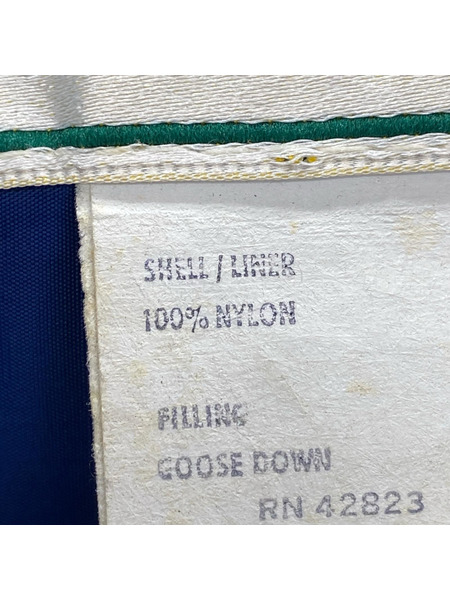 SHELL / LINER
100% NYLON
FILLING
GOOSE DOWN
RN 42823